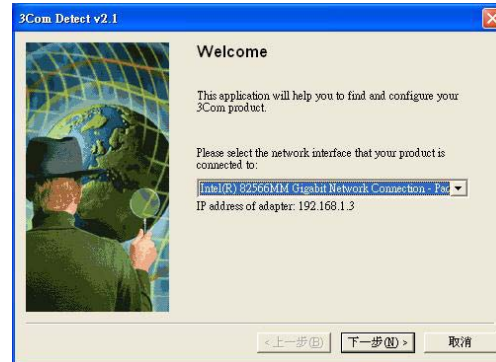 3Com Detect v2.1
Welcome
This application will help you to find and configure your
3Com product.
Please select the network interface that your product is
connected to:
Intel(R) 82566MM Gigabit Network Connection - Pac
IP address of adapter: 192.168.1.3
<上一步(B)
下一步(N)>
取消